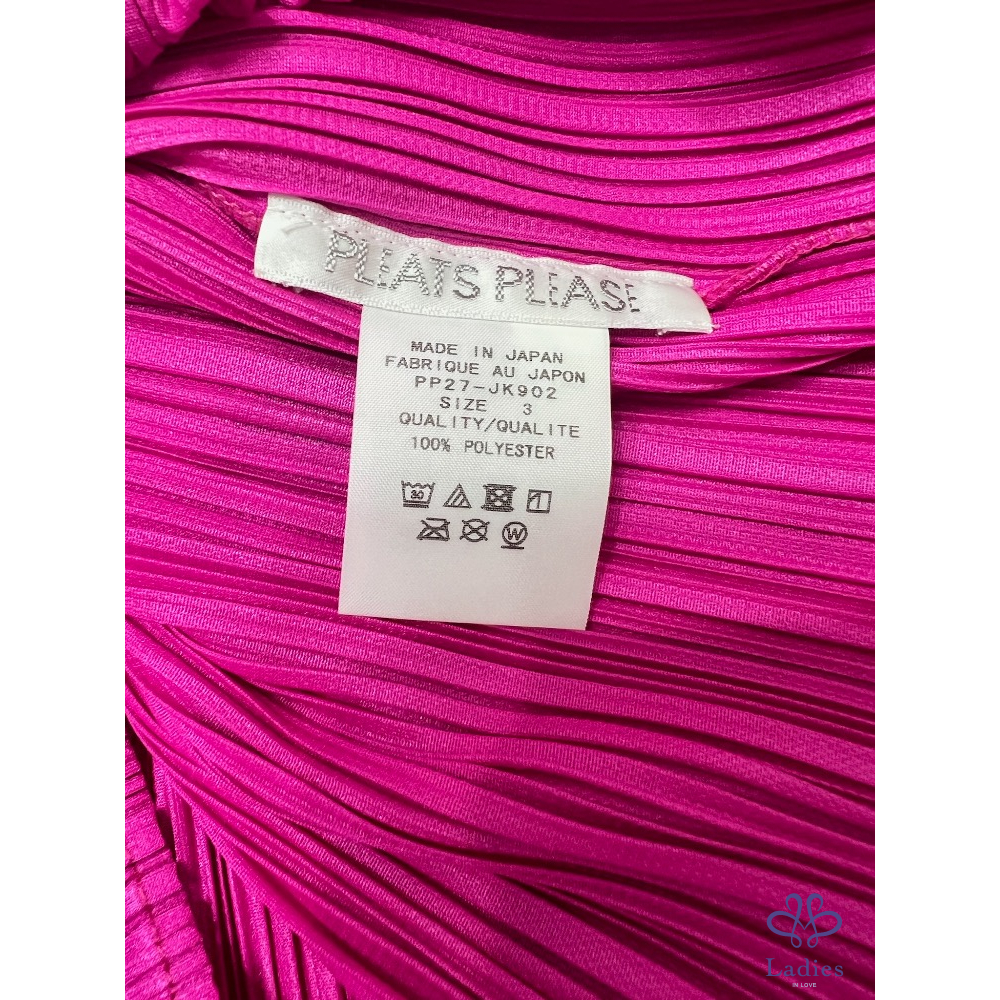 PLEATS PLEASE
MADE IN JAPAN
FABRIQUE AU JAPON
PP27-JK902
SIZE 3
QUALITY/QUALITE
100% POLYESTER
30
W
Ladies
IN LOVE